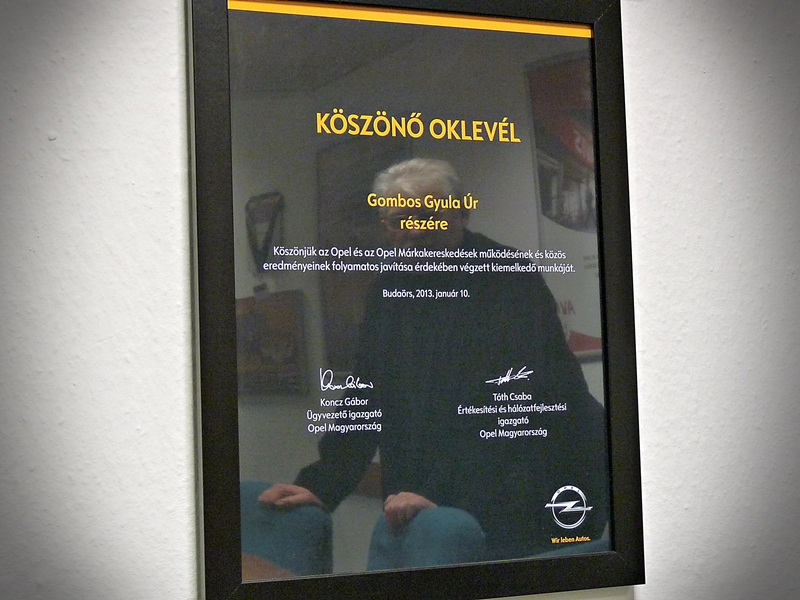 KÖSZÖNŐ OKLEVÉL
Gombos Gyula Úr
részére
Köszönjük az Opel és az Opel Márkakereskedések működésének és közös
eredményeinek folyamatos javítása érdekében végzett kiemelkedő munkáját.
Budaörs, 2013. január 10.
Koncz Gábor
Ügyvezető igazgató
Opel Magyarország
Tóth Csaba
Értékesítési és hálózatfejlesztési
igazgató
Opel Magyarország
Wir leben Autos.